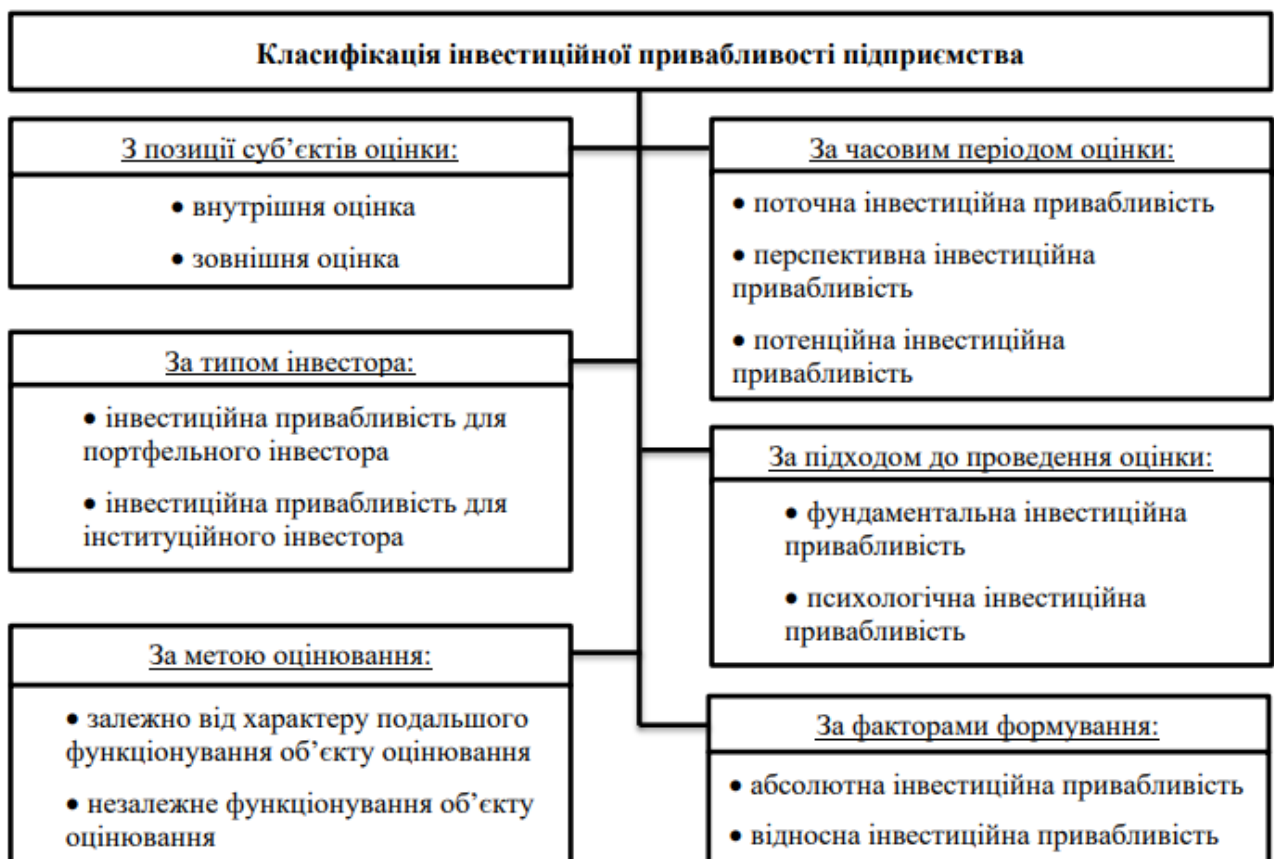 Класифікація інвестиційної привабливості підприємства
З позиції суб’єктів оцінки:
• внутрішня оцінка
• зовнішня оцінка
За типом інвестора:
• інвестиційна привабливість для
портфельного інвестора
• інвестиційна привабливість для
інституційного інвестора
За метою оцінювання:
• залежно від характеру подальшого
функціонування об’єкту оцінювання
• незалежне функціонування об’єкту
оцінювання
За часовим періодом оцінки:
• поточна інвестиційна привабливість
• перспективна інвестиційна
привабливість
• потенційна інвестиційна
привабливість
За підходом до проведення оцінки:
• фундаментальна інвестиційна
привабливість
• психологічна інвестиційна
привабливість
За факторами формування:
• абсолютна інвестиційна привабливість
• відносна інвестиційна привабливість